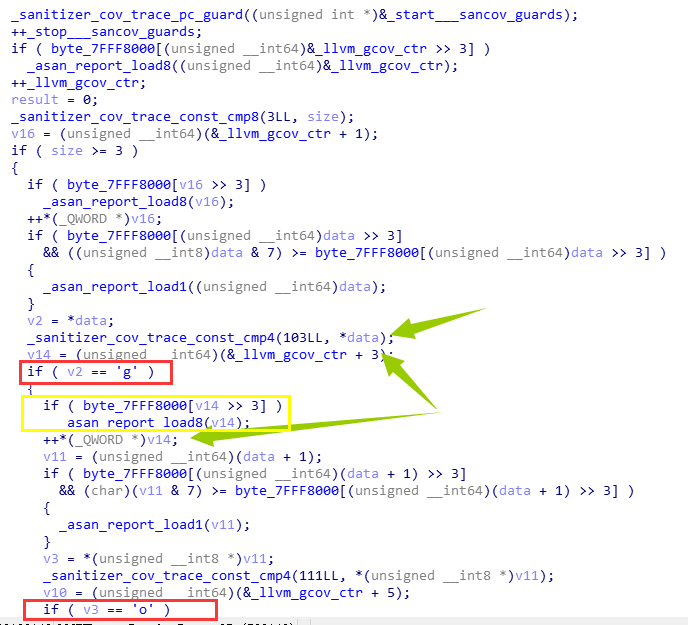 _sanitizer_cov_trace_pc_guard((unsigned int *)&_start___sancov_guards);
++_stop___sancov_guards;
if ( byte_7FFF8000[(unsigned __int64)&_llvm_gcov_ctr >> 3] )
_asan_report_load8((unsigned __int64)&_llvm_gcov_ctr);
++_llvm_gcov_ctr;
result = 0;
_sanitizer_cov_trace_const_cmp8(3LL, size);
v16 = (unsigned __int64)(&_llvm_gcov_ctr + 1);
if ( size >= 3 )
{
if ( byte_7FFF8000[v16 >> 3] )
_asan_report_load8(v16);
++*(_QWORD *)v16;
if ( byte_7FFF8000[(unsigned __int64)data >> 3]
&& ((unsigned __int8)data & 7) >= byte_7FFF8000[(unsigned __int64)data >> 3] )
{
_asan_report_load1((unsigned __int64)data);
}
v2 = *data;
_sanitizer_cov_trace_const_cmp4(103LL, *data);
v14 = (unsigned __int64)(&_llvm_gcov_ctr + 3);
if ( v2 == 'g' )
{
if ( byte_7FFF8000[v14 >> 3] )
asan report load8(v14);
++*(_QWORD *)v14;
v11 = (unsigned __int64)(data + 1);
if ( byte_7FFF8000[(unsigned __int64)(data + 1) >> 3]
&& (char)(v11 & 7) >= byte_7FFF8000[(unsigned __int64)(data + 1) >> 3] )
{
_asan_report_load1(v11);
}
v3 = *(unsigned __int8 *)v11;
_sanitizer_cov_trace_const_cmp4(111LL, *(unsigned __int8 *)v11);
v10 = (unsigned __int64)(&_llvm_gcov_ctr + 5);
if ( v3 == 'o' )